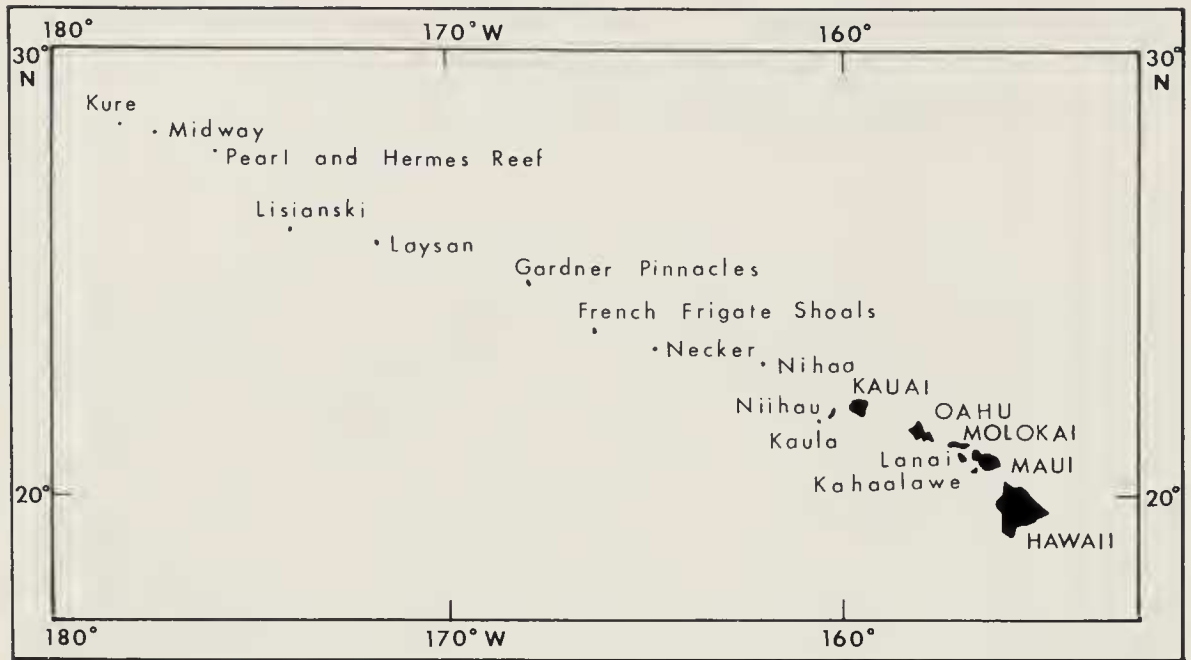 180°
170°W
160°
30°
N
30°
N
Kure
Midway
Pearl and Hermes Reef
Lisianski
Laysan
Gardner Pinnacles
French Frigate Shoals
Necker
Nihoa
KAUAI
Niihau
OAHU
Kaula
MOLOKAI
Lanai
MAUI
Kahaalawe
20°
20°
HAWAII
180°
170°W
160°